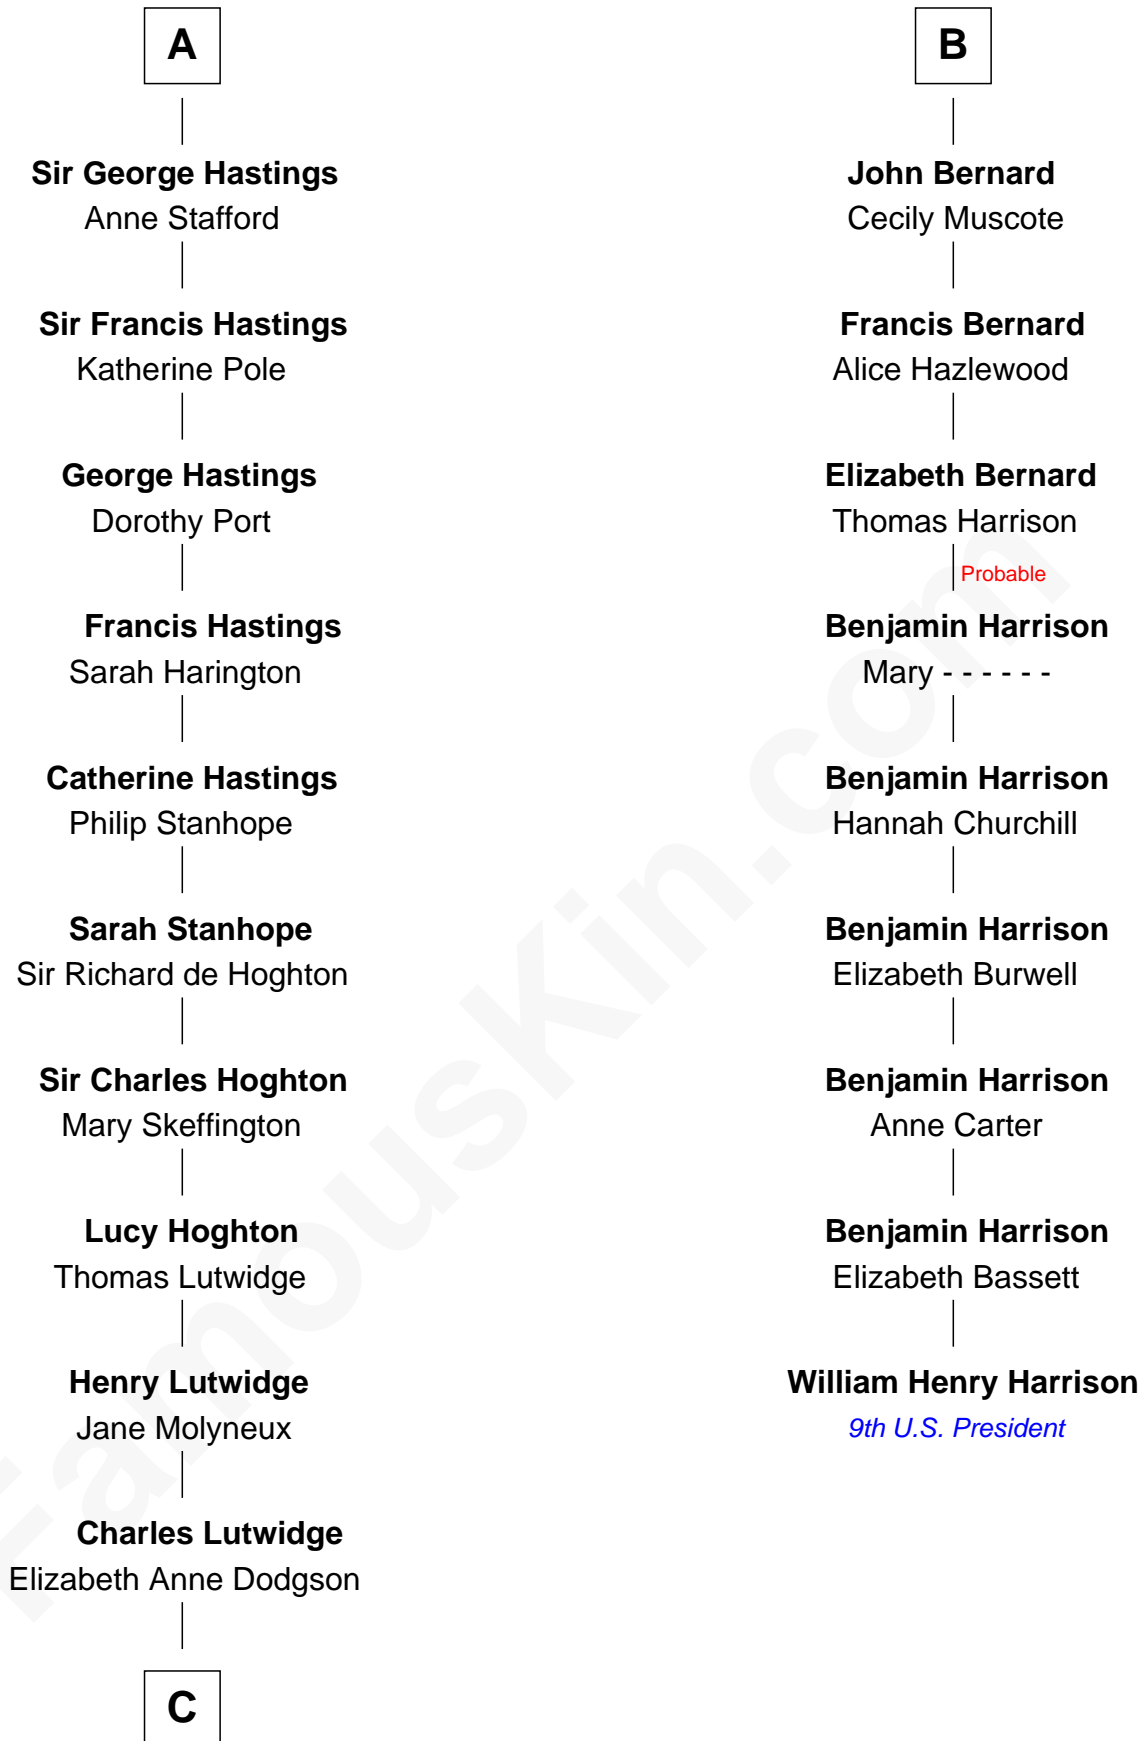 A
Sir George Hastings
Anne Stafford
Sir Francis Hastings
Katherine Pole
George Hastings
Dorothy Port
Francis Hastings
Sarah Harington
Catherine Hastings
Philip Stanhope
Sarah Stanhope
Sir Richard de Hoghton
Sir Charles Hoghton
Mary Skeffington
Lucy Hoghton
Thomas Lutwidge
Henry Lutwidge
Jane Molyneux
Charles Lutwidge
Elizabeth Anne Dodgson
C
B
John Bernard
Cecily Muscote
Francis Bernard
Alice Hazlewood
Elizabeth Bernard
Thomas Harrison
Probable
Benjamin Harrison
Mary - - - - - -
Benjamin Harrison
Hannah Churchill
Benjamin Harrison
Elizabeth Burwell
Benjamin Harrison
Anne Carter
Benjamin Harrison
Elizabeth Bassett
William Henry Harrison
9th U.S. President
FamousKin.com